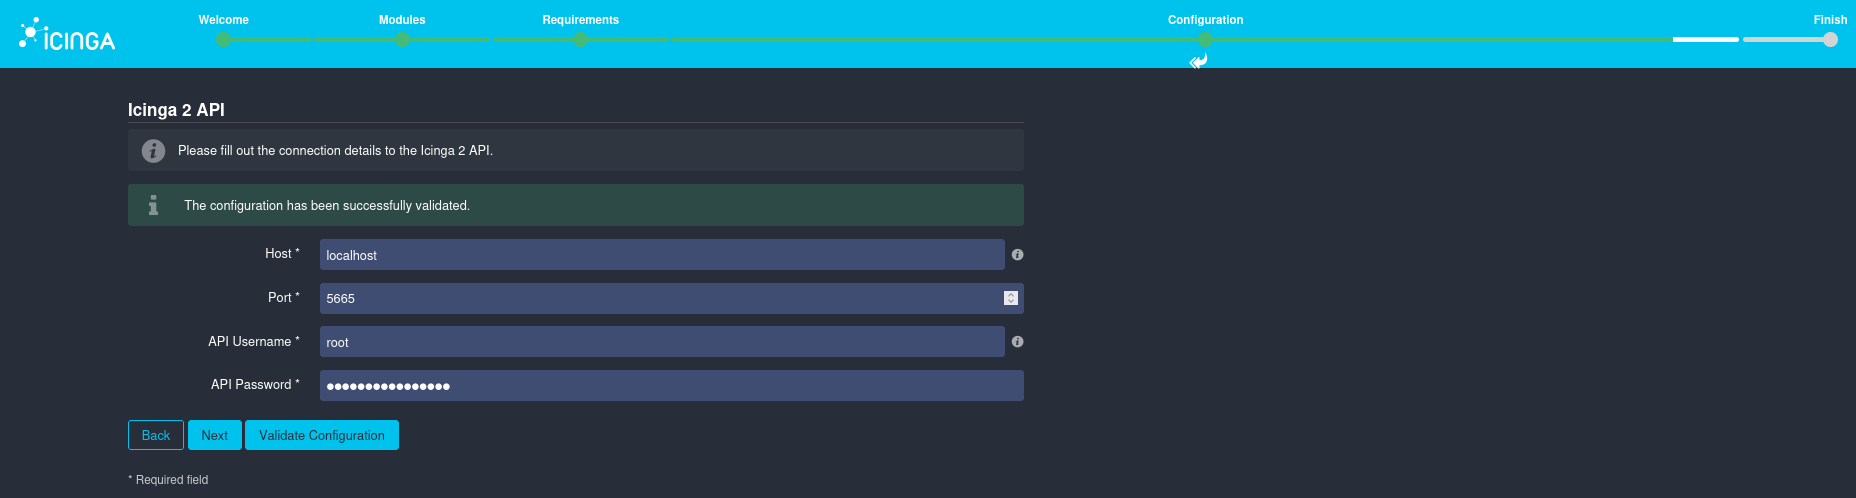 ICINGA
Welcome
Modules
Requirements
Configuration
Finish
Icinga 2 API
Please fill out the connection details to the Icinga 2 API.
The configuration has been successfully validated.
Host *
localhost
Port *
5665
API Username *
root
API Password *
●●●●●●●●●●●●●●●●
Back
Next
Validate Configuration
* Required field